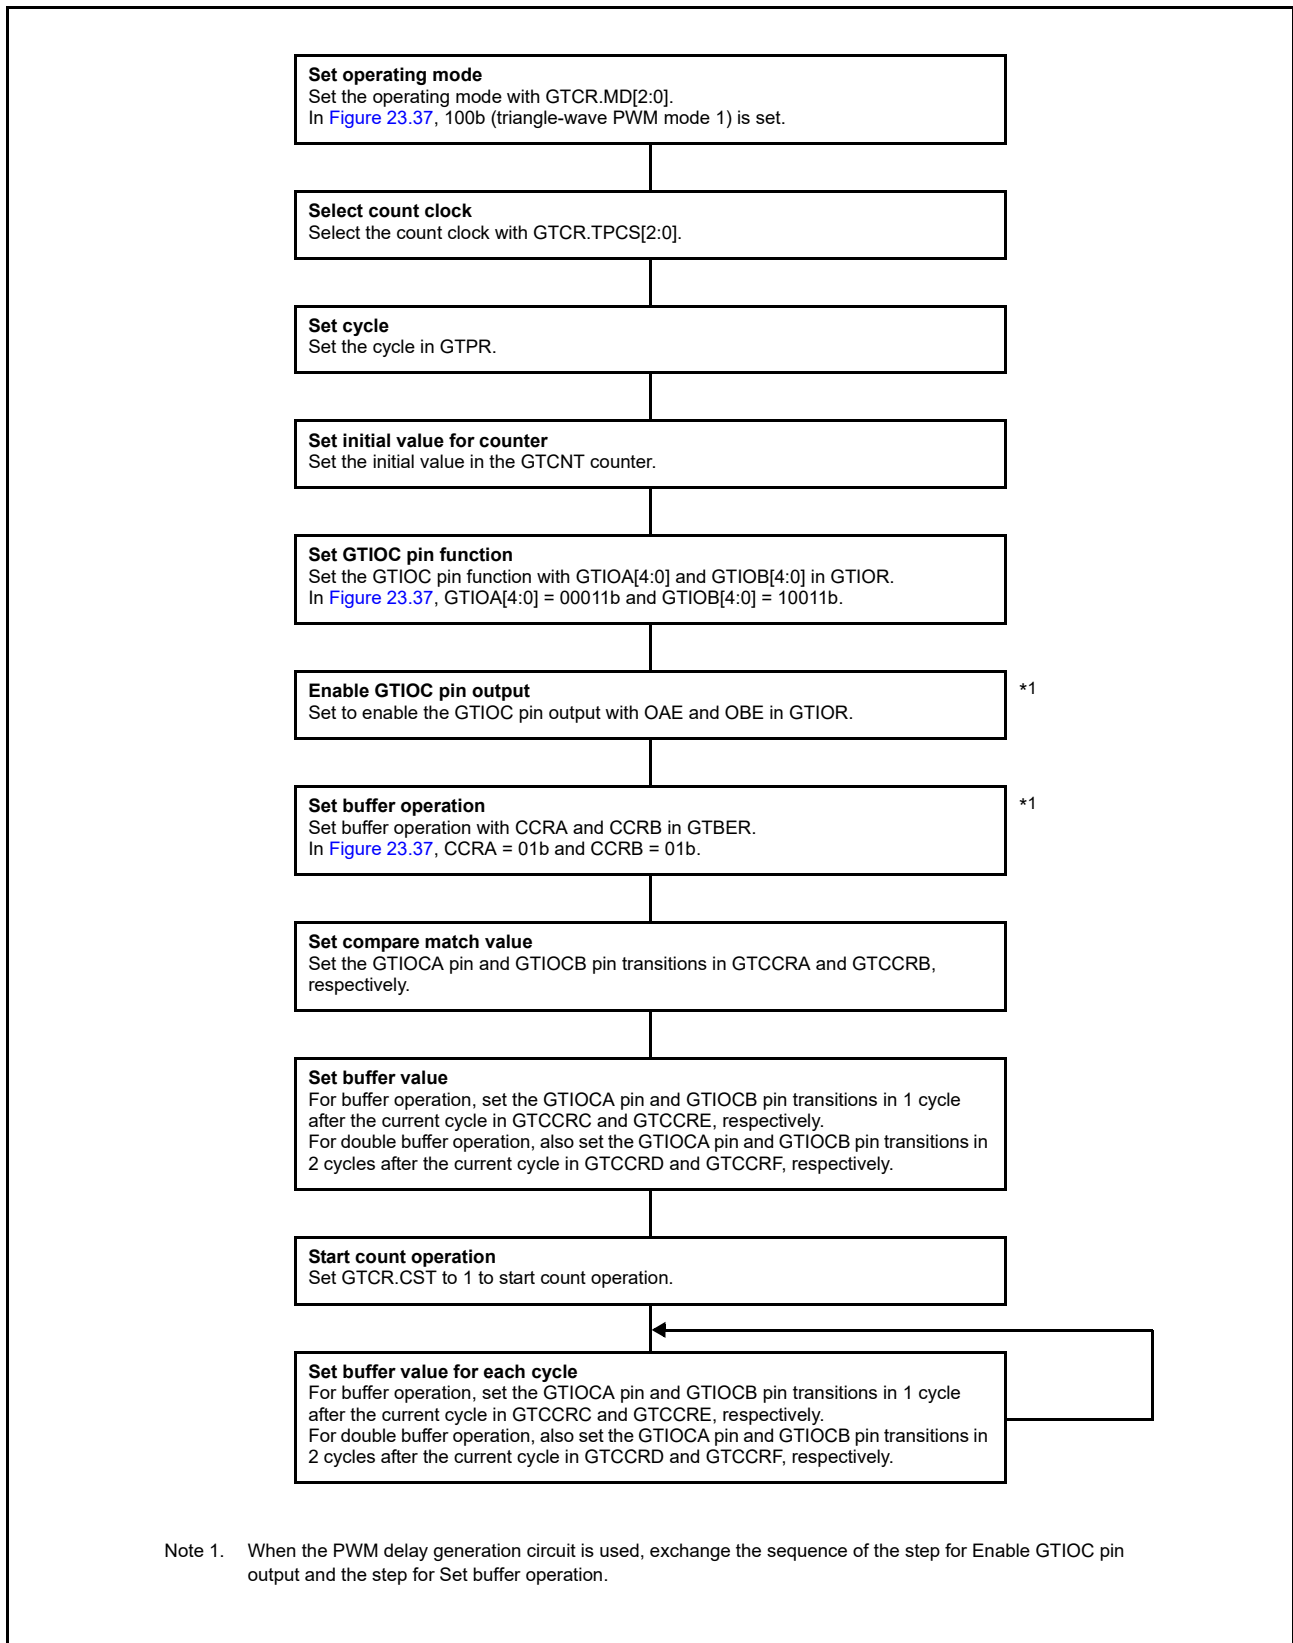 Set operating mode
Set the operating mode with GTCR.MD[2:0].
In Figure 23.37, 100b (triangle-wave PWM mode 1) is set.
Select count clock
Select the count clock with GTCR.TPCS[2:0].
Set cycle
Set the cycle in GTPR.
Set initial value for counter
Set the initial value in the GTCNT counter.
Set GTIOC pin function
Set the GTIOC pin function with GTIOA[4:0] and GTIOB[4:0] in GTIOR.
In Figure 23.37, GTIOA[4:0] = 00011b and GTIOB[4:0] = 10011b.
Enable GTIOC pin output
Set to enable the GTIOC pin output with OAE and OBE in GTIOR.
*1
Set buffer operation
Set buffer operation with CCRA and CCRB in GTBER.
In Figure 23.37, CCRA = 01b and CCRB = 01b.
*1
Set compare match value
Set the GTIOCA pin and GTIOCB pin transitions in GTCCRA and GTCCRB,
respectively.
Set buffer value
For buffer operation, set the GTIOCA pin and GTIOCB pin transitions in 1 cycle
after the current cycle in GTCCRC and GTCCRE, respectively.
For double buffer operation, also set the GTIOCA pin and GTIOCB pin transitions in
2 cycles after the current cycle in GTCCRD and GTCCRF, respectively.
Start count operation
Set GTCR.CST to 1 to start count operation.
Set buffer value for each cycle
For buffer operation, set the GTIOCA pin and GTIOCB pin transitions in 1 cycle
after the current cycle in GTCCRC and GTCCRE, respectively.
For double buffer operation, also set the GTIOCA pin and GTIOCB pin transitions in
2 cycles after the current cycle in GTCCRD and GTCCRF, respectively.
Note 1. When the PWM delay generation circuit is used, exchange the sequence of the step for Enable GTIOC pin
output and the step for Set buffer operation.